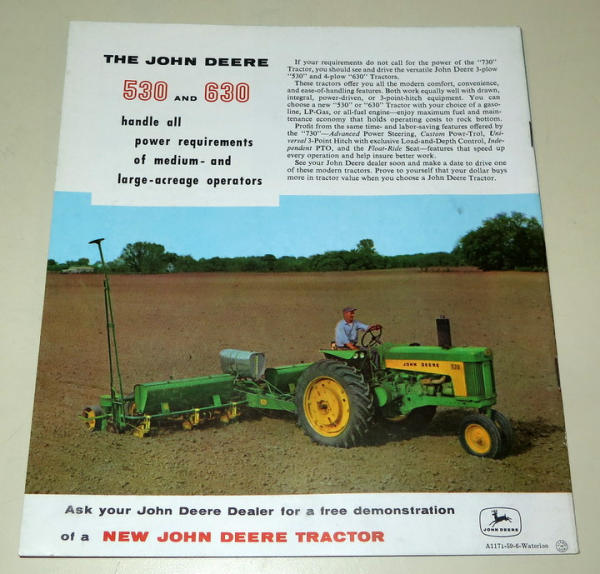 THE JOHN DEERE
530 AND 630
handle all
power requirements
of medium- and
large-acreage operators
If your requirements do not call for the power of the "730"
Tractor, you should see and drive the versatile John Deere 3-plow
"530" and 4-plow "630" Tractors.
These tractors offer you all the modern comfort, convenience,
and ease-of-handling features. Both work equally well with drawn,
integral, power-driven, or 3-point-hitch equipment. You can
choose a new "530" or "630" Tractor with your choice of a gaso-
line, LP-Gas, or all-fuel engine—enjoy maximum fuel and main-
tenance economy that holds operating costs to rock bottom.
Profit from the same time- and labor-saving features offered by
the "730"—Advanced Power Steering, Custom Powr-Trol, Uni-
versal 3-Point Hitch with exclusive Load-and-Depth Control, Inde-
pendent PTO, and the Float-Ride Seat—features that speed up
every operation and help insure better work.
See your John Deere dealer soon and make a date to drive one
of these modern tractors. Prove to yourself that your dollar buys
more in tractor value when you choose a John Deere Tractor.
JOHN DEERE
530
Ask your John Deere Dealer for a free demonstration
of a NEW JOHN DEERE TRACTOR
JOHN DEERE
A1171-59-6-Waterloo